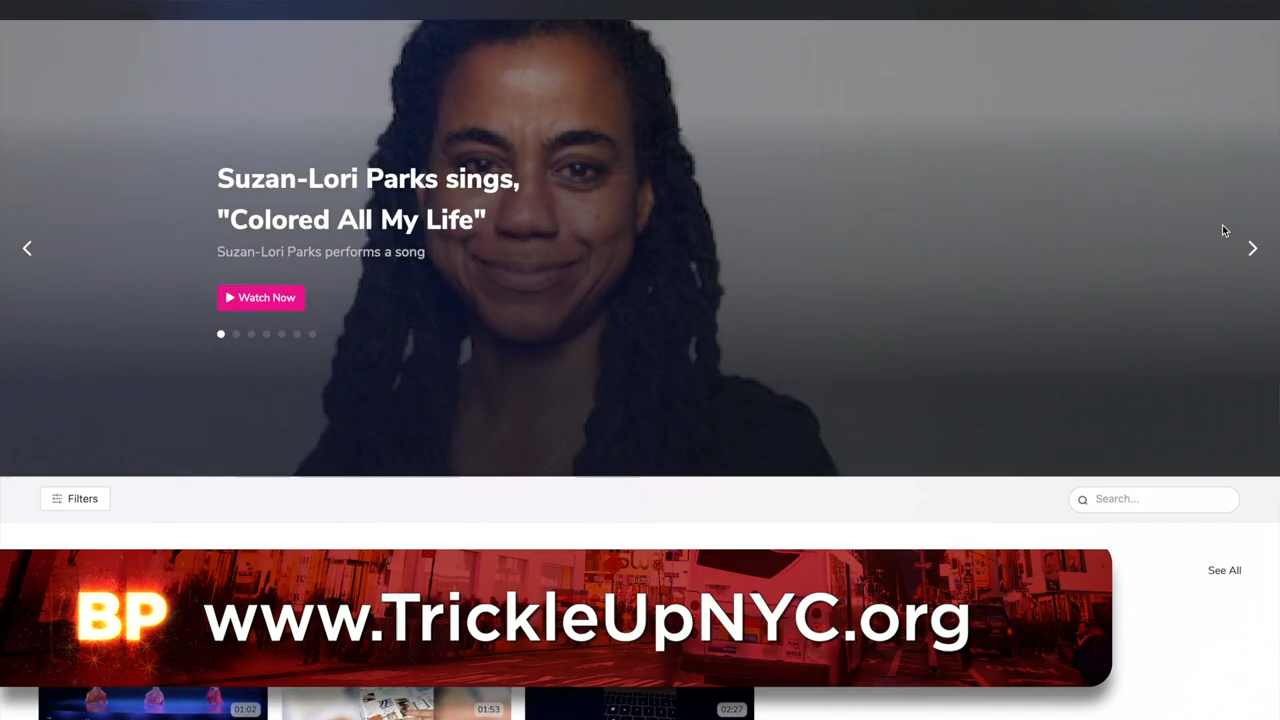 Suzan-Lori Parks sings,
"Colored All My Life"
Suzan-Lori Parks performs a song
Watch Now
Filters
Search...
See All
BP
www.TrickleUpNYC.org
01:02
01:53
02:27